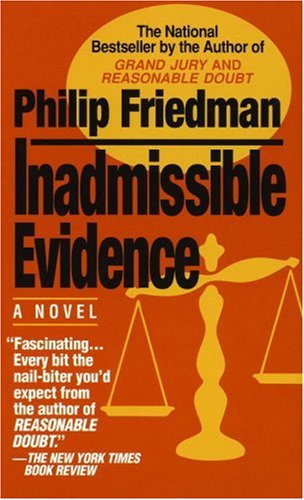 The National
Bestseller by the Author of
GRAND JURY AND
REASONABLE DOUBT
Philip Friedman
Inadmissible
Evidence
A NOVEL
"Fascinating...
Every bit the
nail-biter you'd
expect from
the author of
REASONABLE
DOUBT."
—THE NEW YORK TIMES
BOOK REVIEW